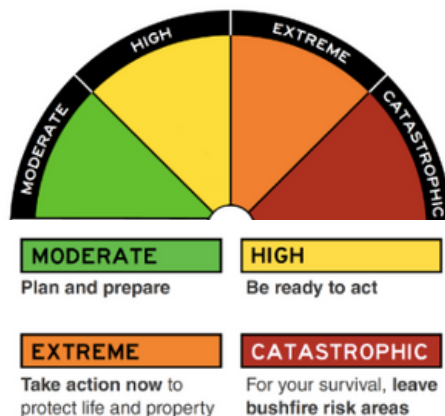 MODERATE
HIGH
EXTREME
CATASTROPHIC
MODERATE
Plan and prepare
HIGH
Be ready to act
EXTREME
Take action now to
protect life and property
CATASTROPHIC
For your survival, leave
bushfire risk areas